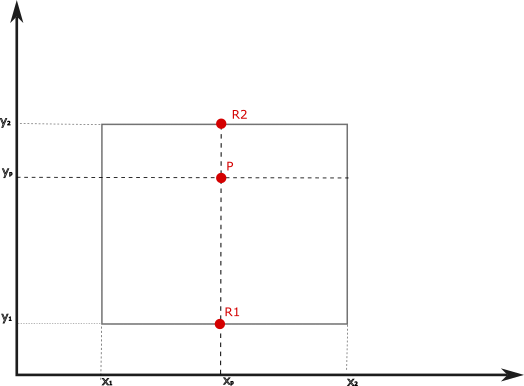 R2
y₂
P
yₚ
R1
y₁
x₁ xₚ x₂